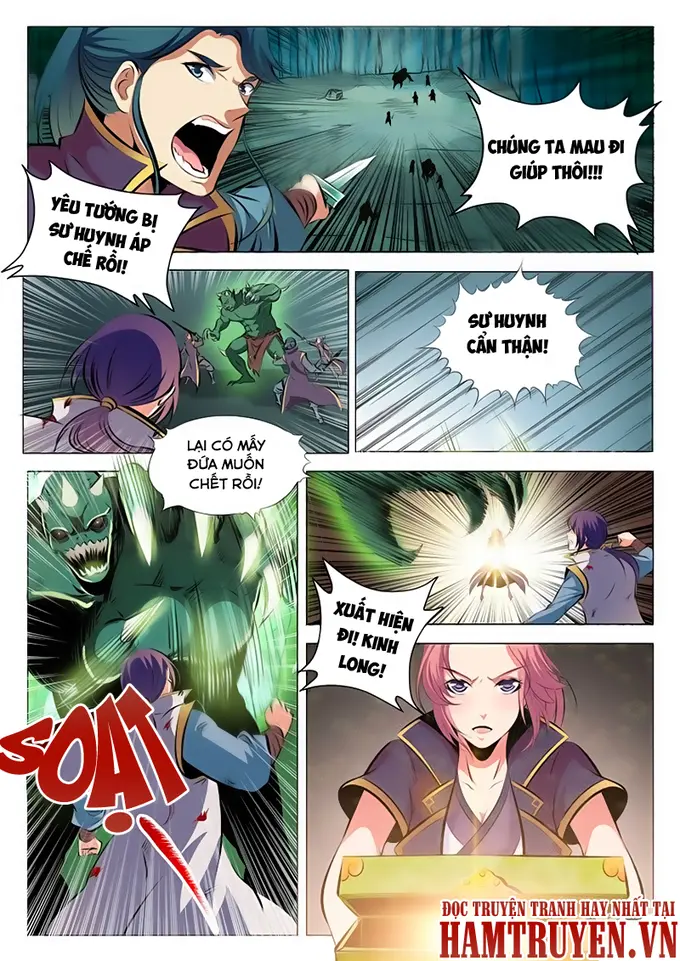 YÊU TƯỚNG BỊ
SƯ HUYNH ÁP
CHẾ RỒI!
CHÚNG TA MAU ĐI
GIÚP THÔI!!!
SƯ HUYNH
CẨN THẬN!
LẠI CÓ MẤY
ĐỨA MUỐN
CHẾT RỒI!
SOẠT!
XUẤT HIỆN
ĐI! KINH
LONG!
ĐỌC TRUYỆN TRANH HAY NHẤT TẠI
HAMTRUYEN.VN